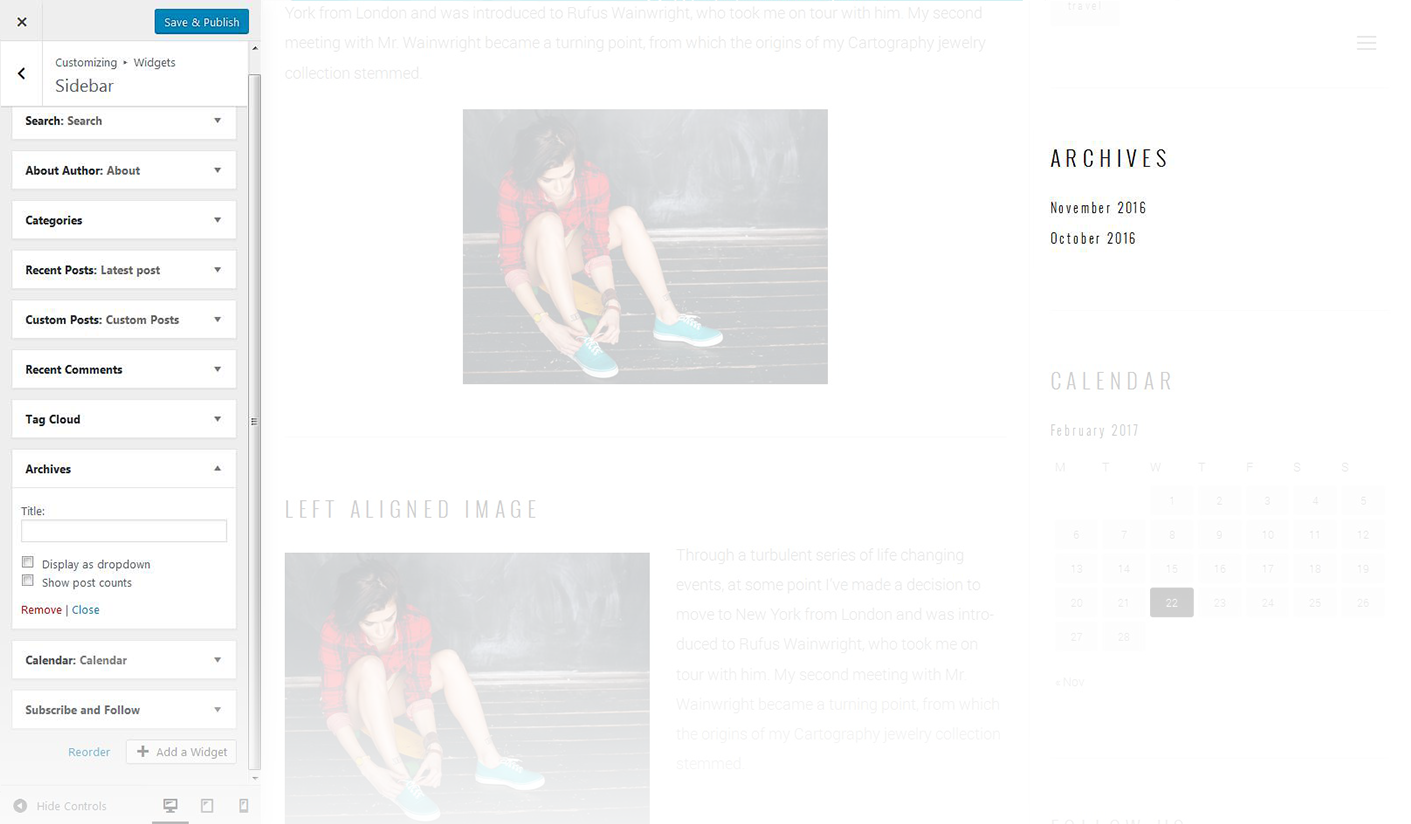 Save & Publish
Customizing ▸ Widgets
Sidebar
Search: Search
About Author: About
Categories
Recent Posts: Latest post
Custom Posts: Custom Posts
Recent Comments
Tag Cloud
Archives
Title:
Display as dropdown
Show post counts
Remove | Close
Calendar: Calendar
Subscribe and Follow
Reorder
Add a Widget
Hide Controls
York from London and was introduced to Rufus Wainwright, who took me on tour with him. My second
meeting with Mr. Wainwright became a turning point, from which the origins of my Cartography jewelry
collection stemmed.
LEFT ALIGNED IMAGE
Through a turbulent series of life changing
events, at some point I've made a decision to
move to New York from London and was intro-
duced to Rufus Wainwright, who took me on
tour with him. My second meeting with Mr.
Wainwright became a turning point, from which
the origins of my Cartography jewelry collection
stemmed.
travel
ARCHIVES
November 2016
October 2016
CALENDAR
February 2017
M T W T F S S
1 2 3 4 5
6 7 8 9 10 11 12
13 14 15 16 17 18 19
20 21 22 23 24 25 26
27 28
« Nov
FOLLOW US